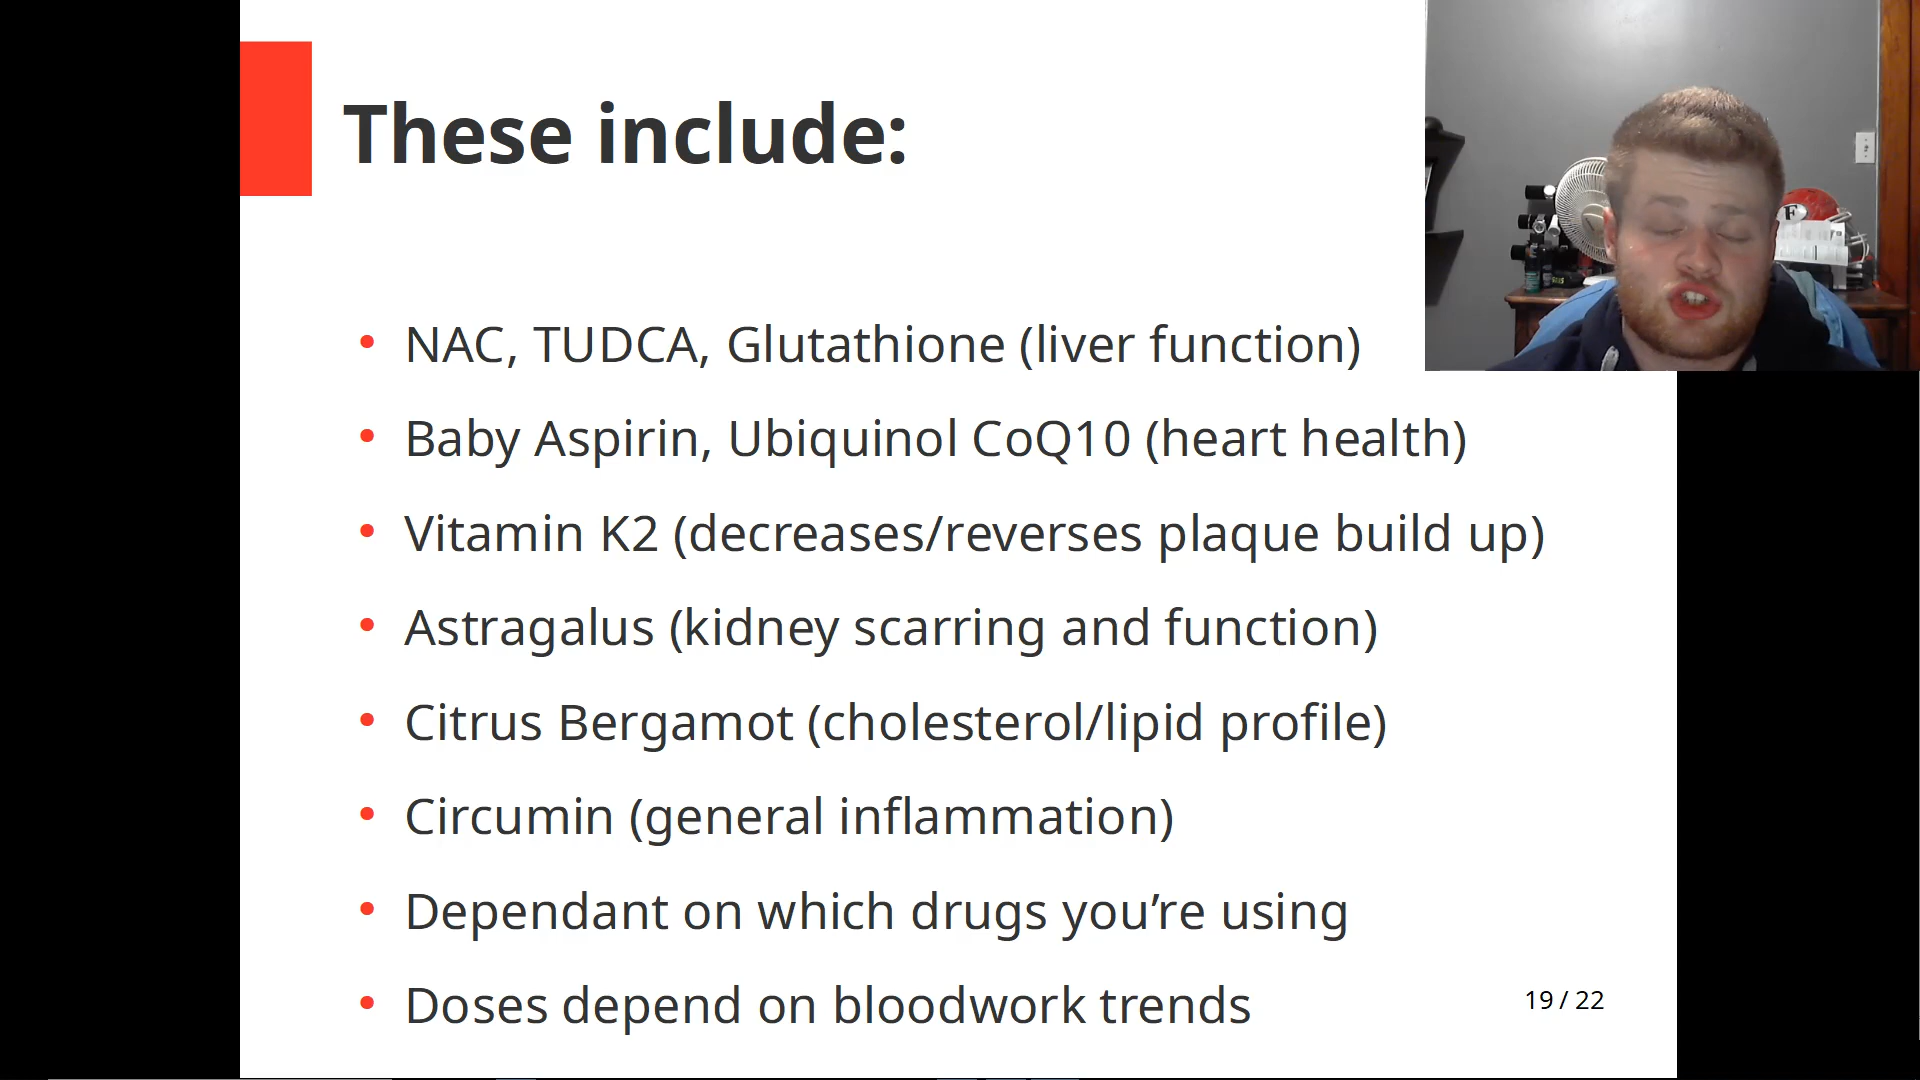 These include:
• NAC, TUDCA, Glutathione (liver function)
• Baby Aspirin, Ubiquinol CoQ10 (heart health)
• Vitamin K2 (decreases/reverses plaque build up)
• Astragalus (kidney scarring and function)
• Citrus Bergamot (cholesterol/lipid profile)
• Circumin (general inflammation)
• Dependant on which drugs you’re using
• Doses depend on bloodwork trends
19 / 22
F